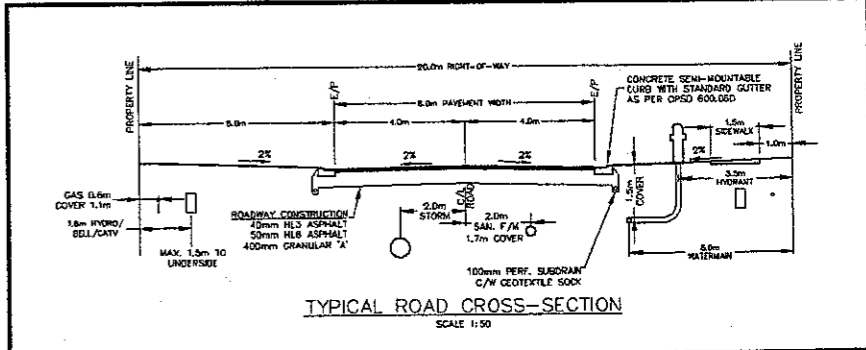 PROPERTY LINE
20.0m RIGHT-OF-WAY
PROPERTY LINE
E/P
E/P
CONCRETE SEMI-MOUNTABLE
CURB WITH STANDARD GUTTER
AS PER OPSD 600.060
8.0m PAVEMENT WIDTH
4.0m
4.0m
1.5m
SIDEWALK
1.0m
2%
2%
2%
2%
GAS 0.6m
COVER 1.1m
1.5m
COVER
3.5m
HYDRANT
1.6m HYDRO/
BELL/CATV
MAX. 1.5m TO
UNDERSIDE
ROADWAY CONSTRUCTION
40mm HL3 ASPHALT
50mm HL8 ASPHALT
400mm GRANULAR 'A'
2.0m
STORM
C/L
ROAD
2.0m
SAN. F/M
1.7m COVER
WATERMAIN
100mm PERF. SUBDRAIN
C/W GEOTEXTILE SOCK
TYPICAL ROAD CROSS-SECTION
SCALE 1:50